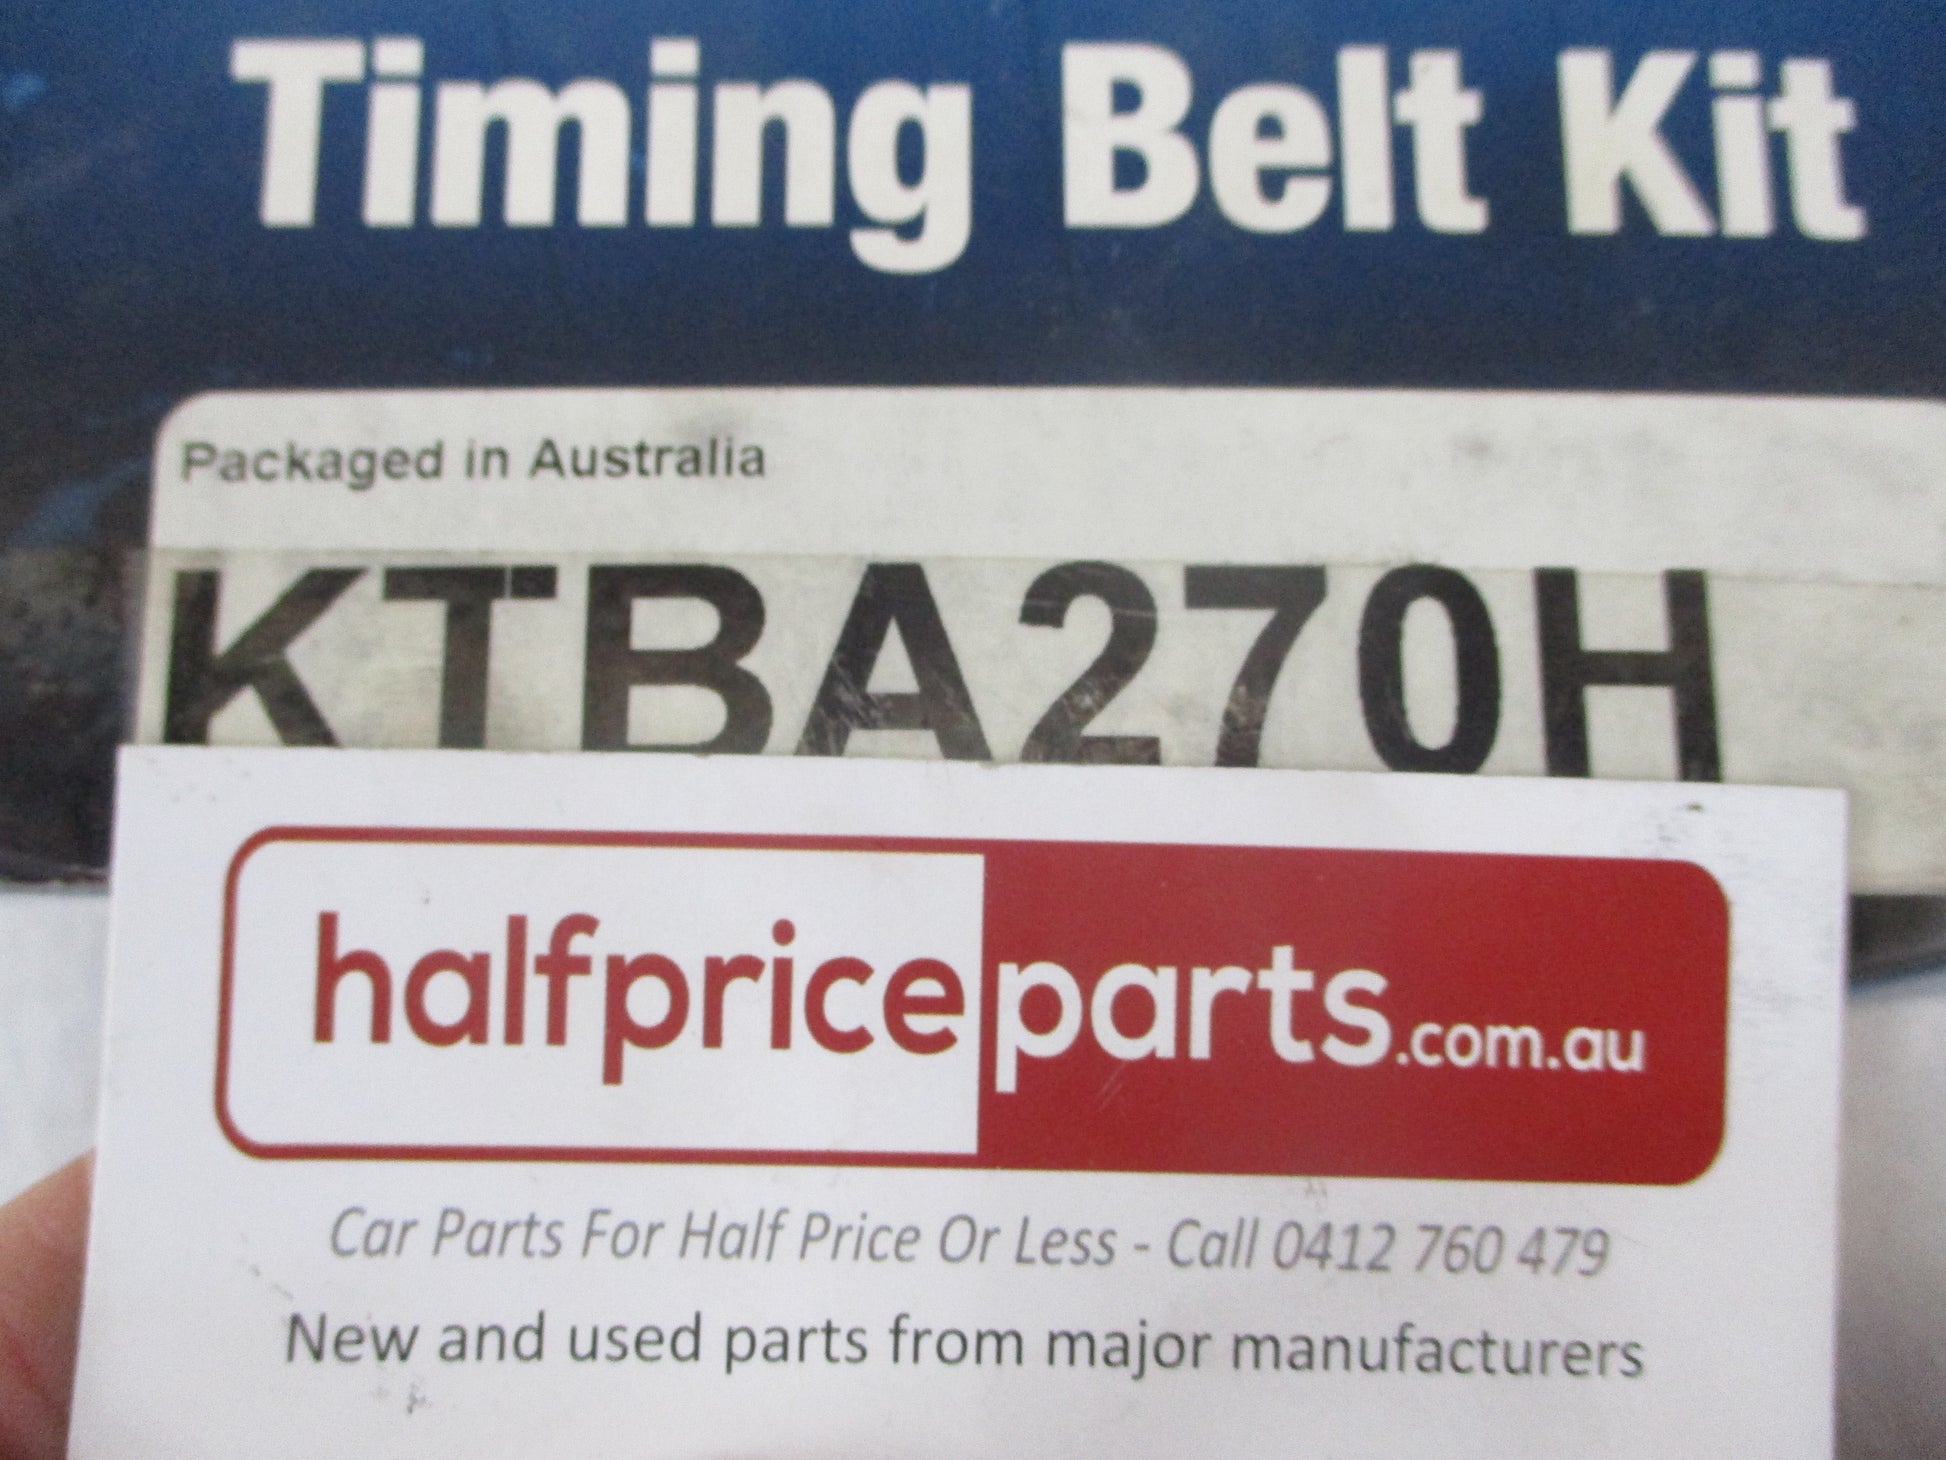 Timing Belt Kit
Packaged in Australia
KTBA270H
halfpriceparts.com.au
Car Parts For Half Price Or Less - Call 0412 760 479
New and used parts from major manufacturers